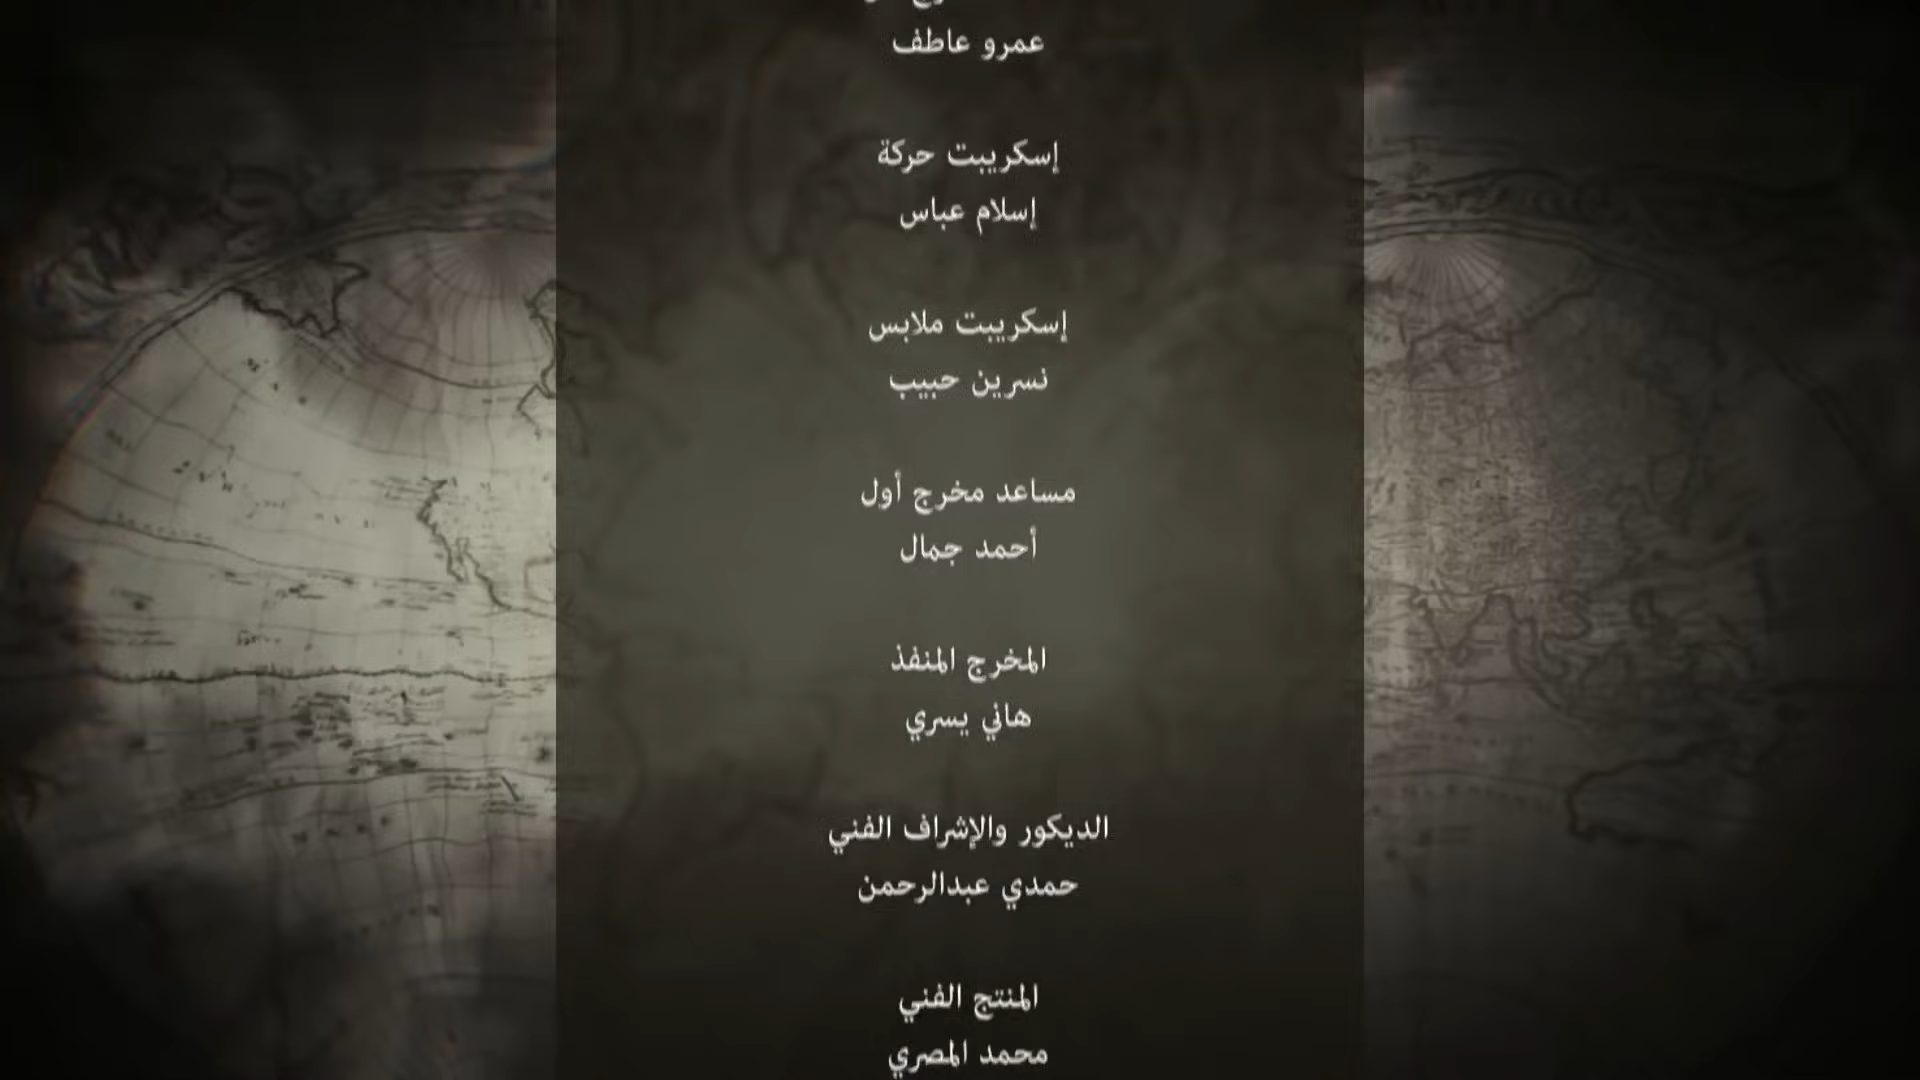 عمرو عاطف
إسكريبت حركة
إسلام عباس
إسكريبت ملابس
نسرين حبيب
مساعد مخرج أول
أحمد جمال
المخرج المنفذ
هاني يسري
الديكور والإشراف الفني
حمدي عبدالرحمن
المنتج الفني
محمد المصري